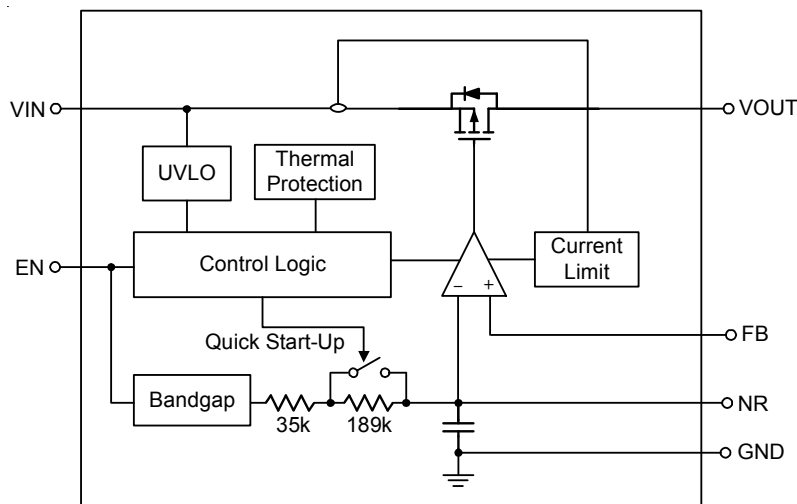 VIN
VOUT
UVLO
Thermal
Protection
EN
Control Logic
Current
Limit
− +
FB
Quick Start-Up
Bandgap
35k
189k
NR
GND